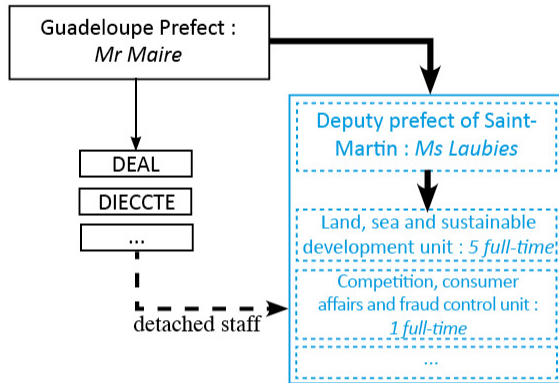 Guadeloupe Prefect :
Mr Maire
Deputy prefect of Saint-
Martin : Ms Laubies
DEAL
DIECCTE
...
Land, sea and sustainable
development unit : 5 full-time
Competition, consumer
affairs and fraud control unit :
1 full-time
...
detached staff